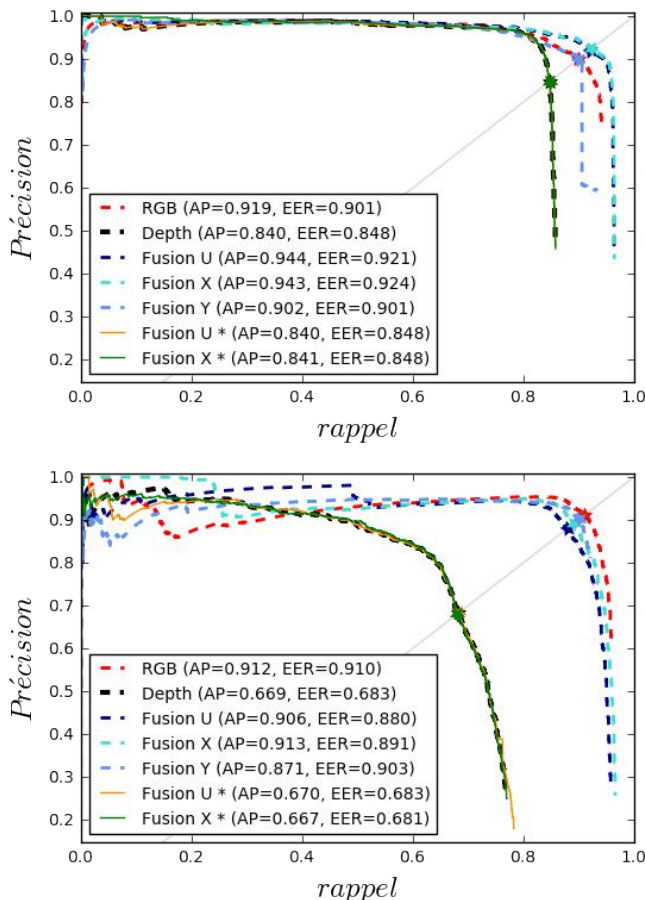 1.0
0.9
0.8
0.7
0.6
0.5
0.4
0.3
0.2
Précision
RGB (AP=0.919, EER=0.901)
Depth (AP=0.840, EER=0.848)
Fusion U (AP=0.944, EER=0.921)
Fusion X (AP=0.943, EER=0.924)
Fusion Y (AP=0.902, EER=0.901)
Fusion U * (AP=0.840, EER=0.848)
Fusion X * (AP=0.841, EER=0.848)
0.0 0.2 0.4 0.6 0.8 1.0
rappel
1.0
0.9
0.8
0.7
0.6
0.5
0.4
0.3
0.2
Précision
RGB (AP=0.912, EER=0.910)
Depth (AP=0.669, EER=0.683)
Fusion U (AP=0.906, EER=0.880)
Fusion X (AP=0.913, EER=0.891)
Fusion Y (AP=0.871, EER=0.903)
Fusion U * (AP=0.670, EER=0.683)
Fusion X * (AP=0.667, EER=0.681)
0.0 0.2 0.4 0.6 0.8 1.0
rappel